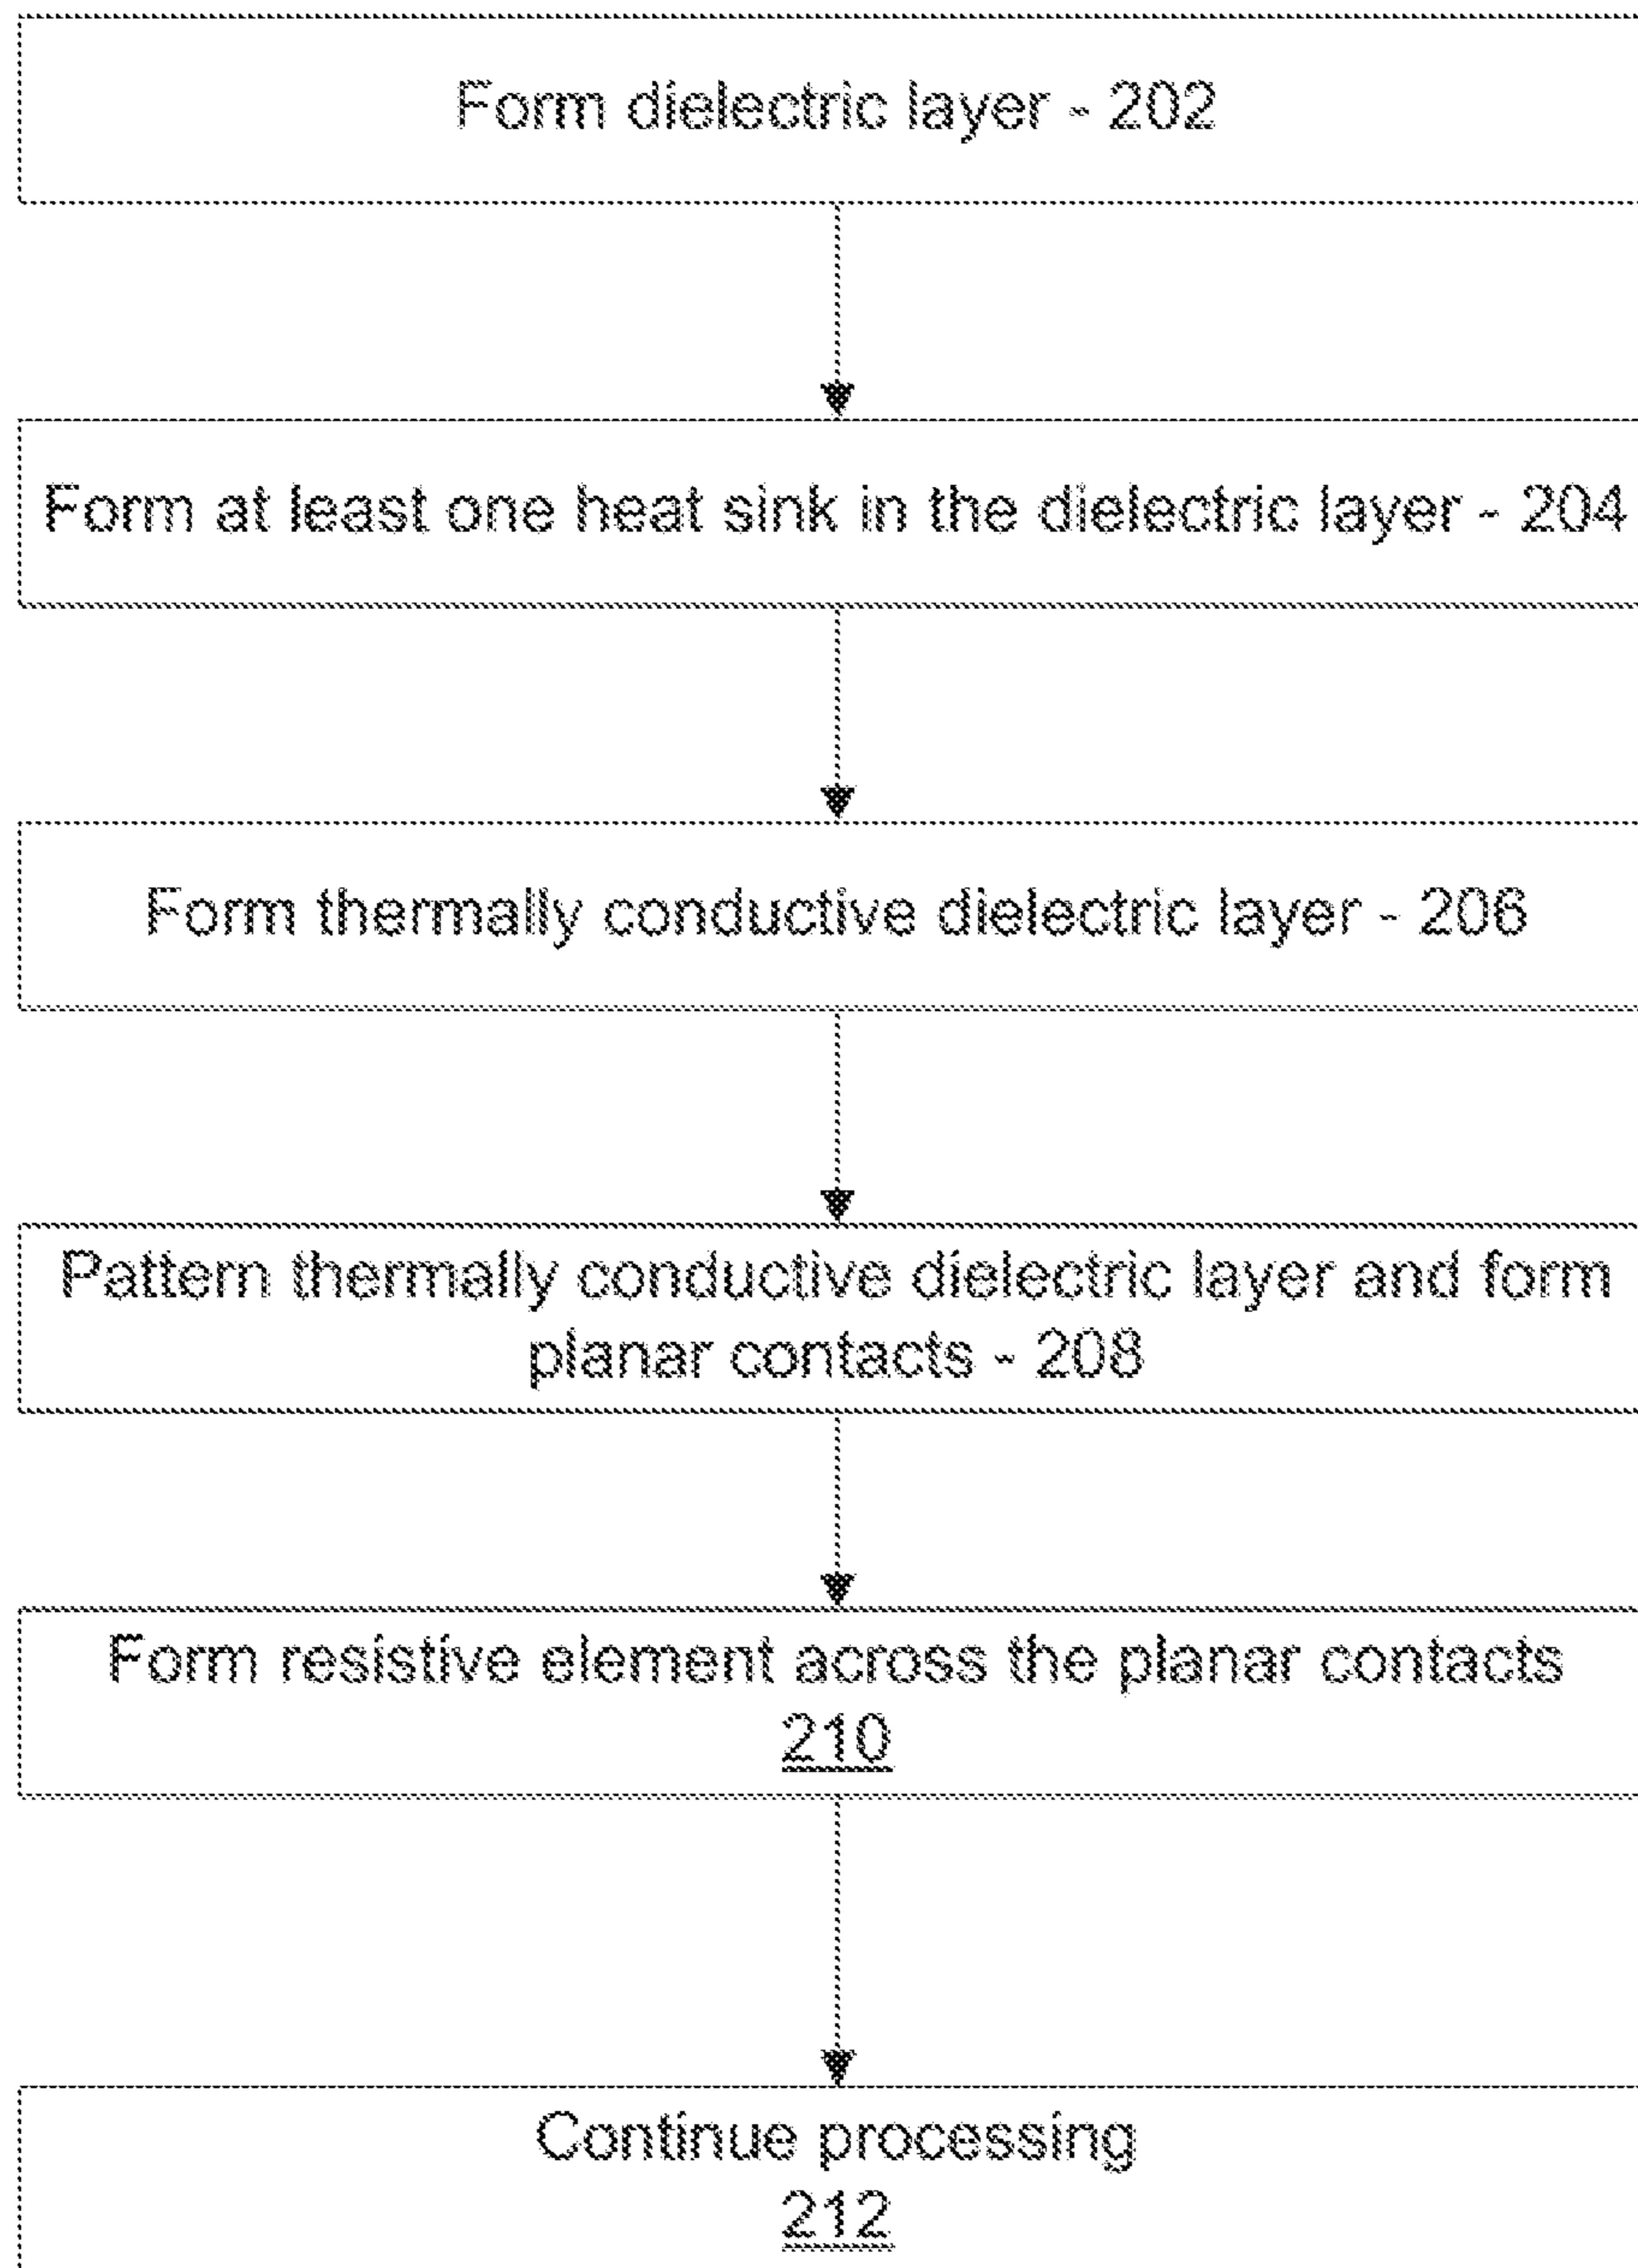 Form dielectric layer - 202
Form at least one heat sink in the dielectric layer - 204
Form thermally conductive dielectric layer - 206
Pattern thermally conductive dielectric layer and form
planar contacts - 208
Form resistive element across the planar contacts
210
Continue processing
212